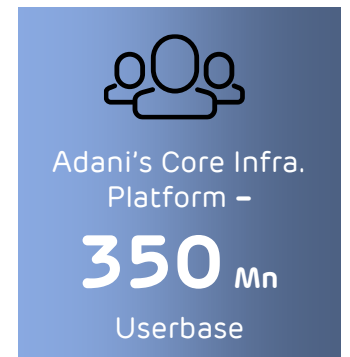 Adani's Core Infra.
Platform –
350 Mn
Userbase